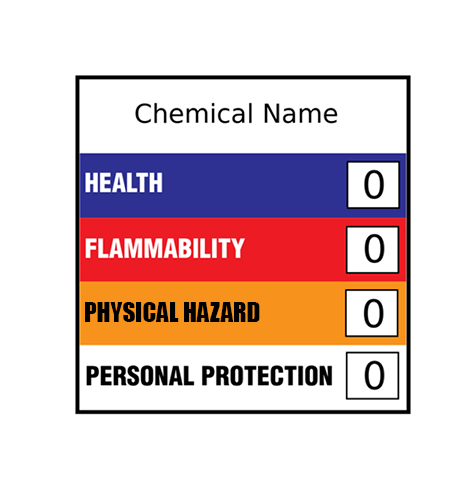 Chemical Name
HEALTH 0
FLAMMABILITY 0
PHYSICAL HAZARD 0
PERSONAL PROTECTION 0